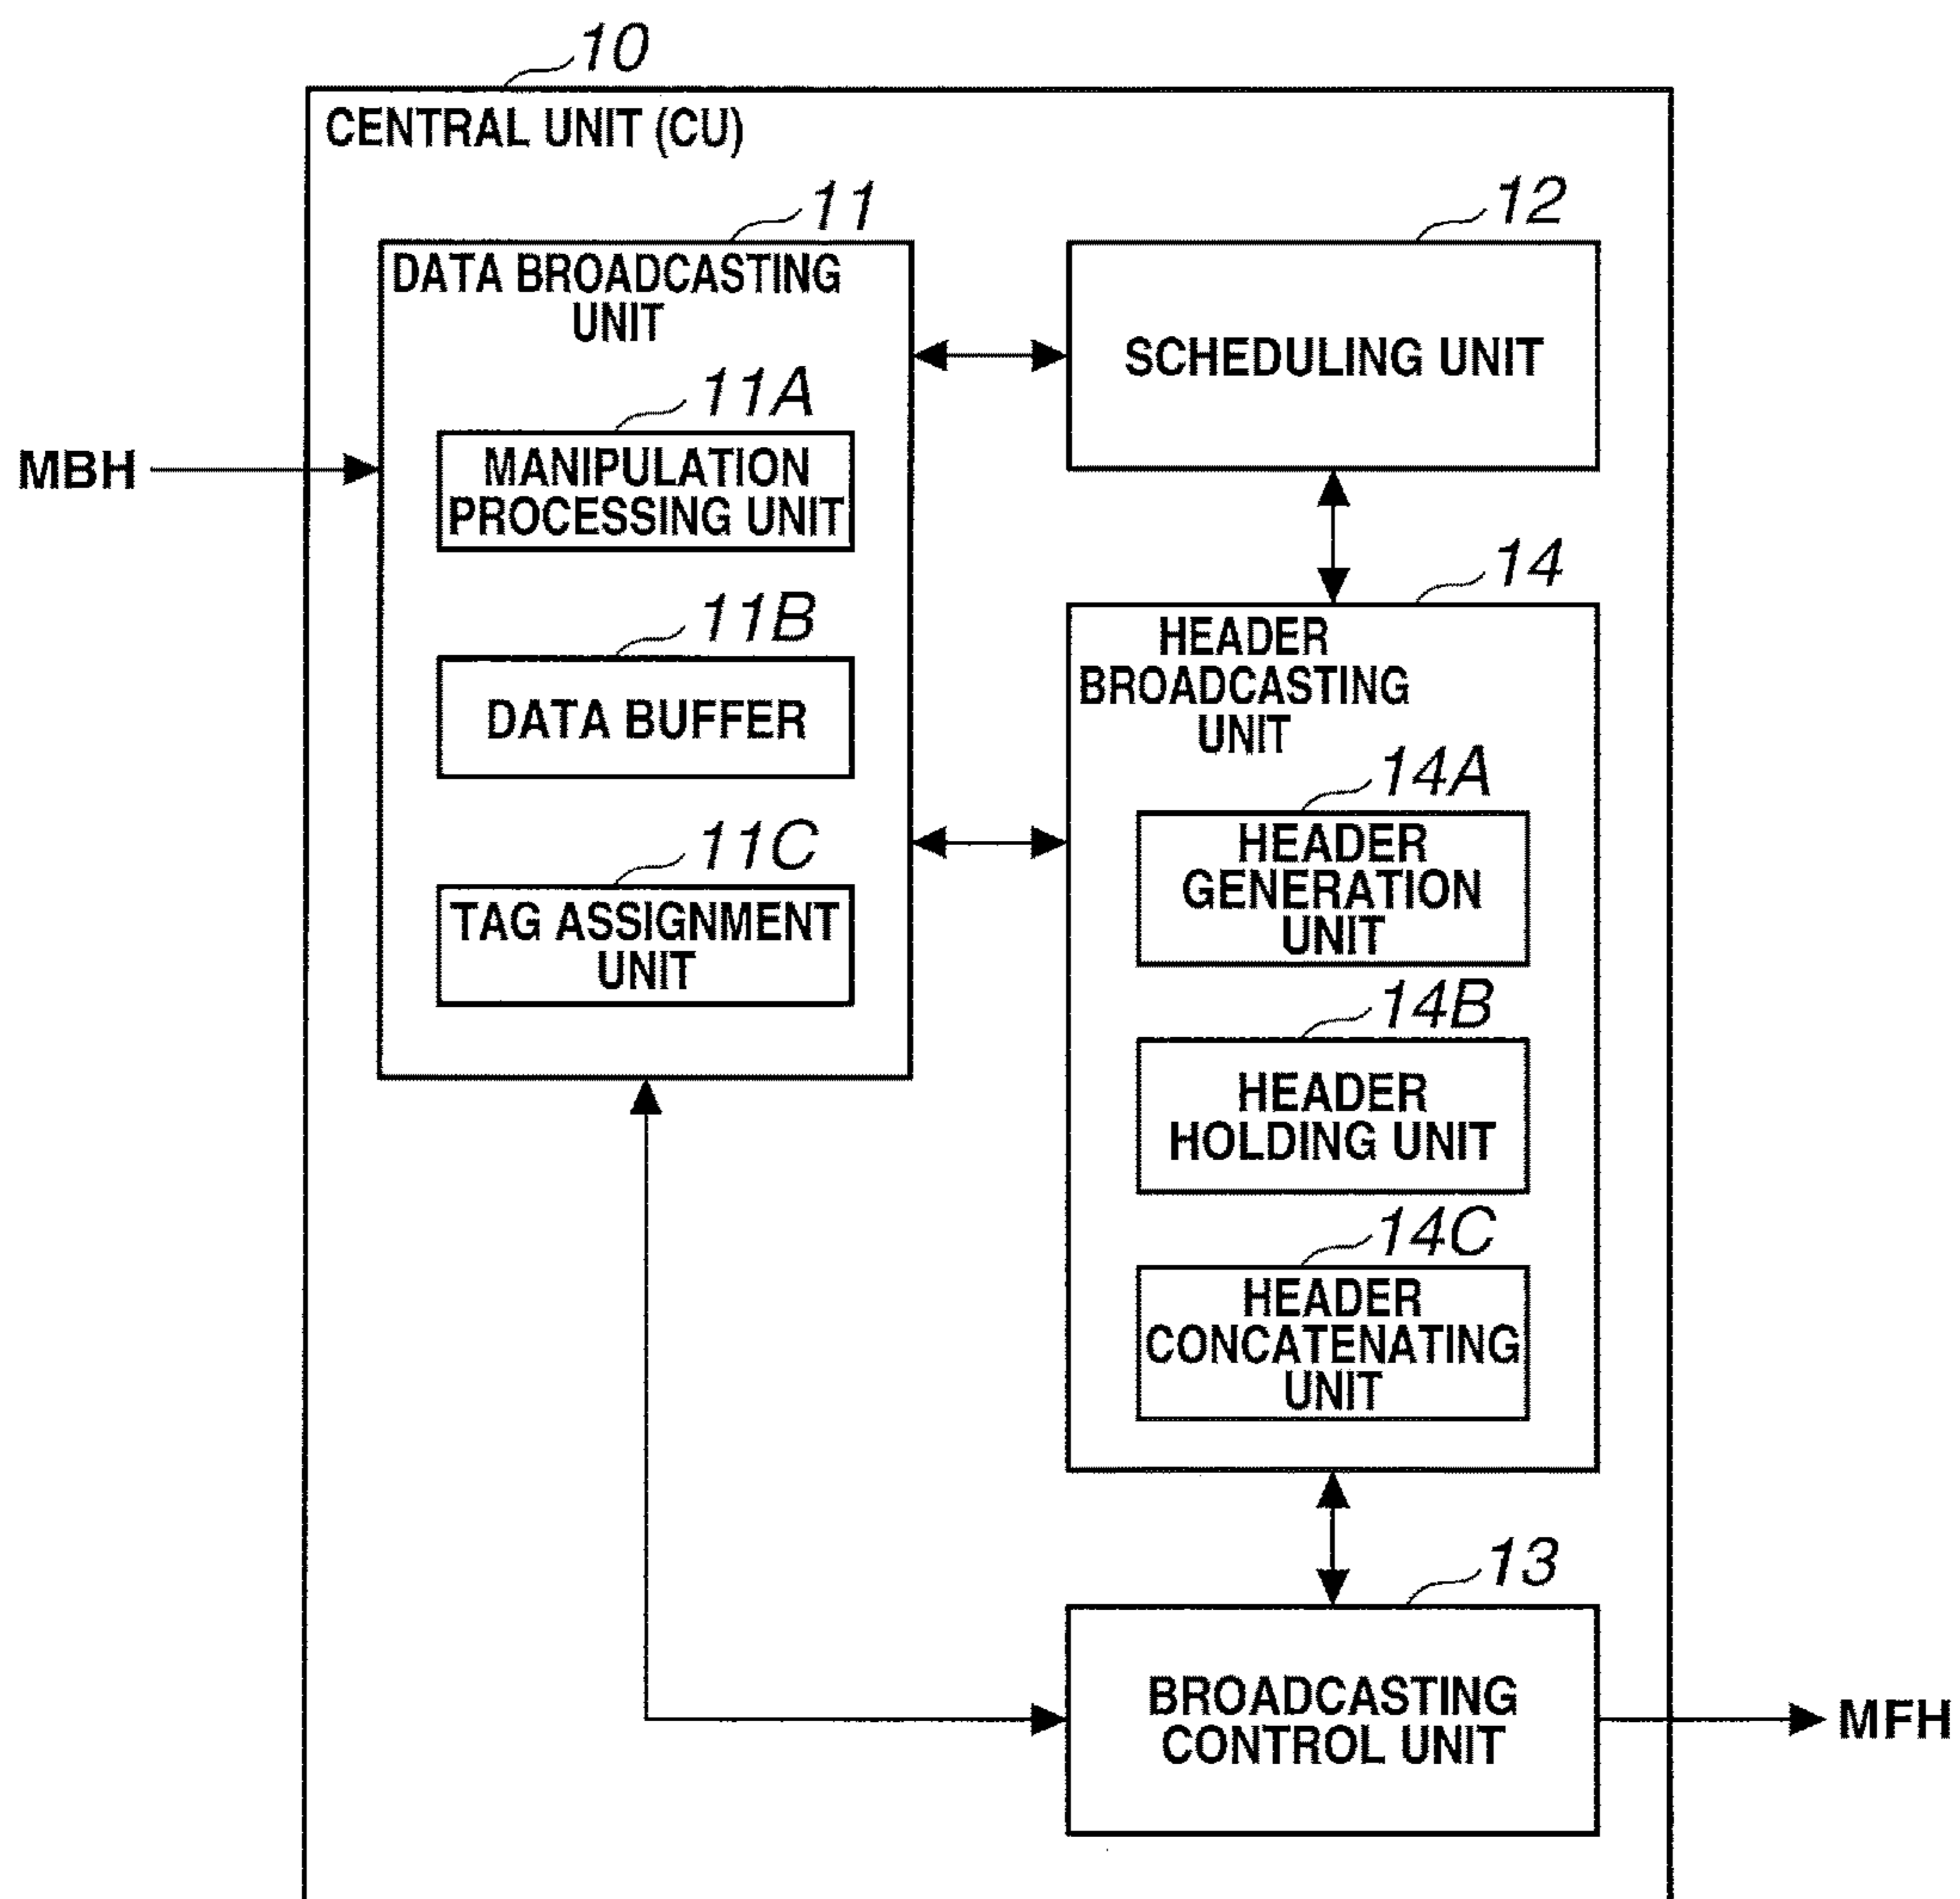 10
CENTRAL UNIT (CU)
11
DATA BROADCASTING
UNIT
11A
MANIPULATION
PROCESSING UNIT
11B
DATA BUFFER
11C
TAG ASSIGNMENT
UNIT
MBH
12
SCHEDULING UNIT
14
HEADER
BROADCASTING
UNIT
14A
HEADER
GENERATION
UNIT
14B
HEADER
HOLDING UNIT
14C
HEADER
CONCATENATING
UNIT
13
BROADCASTING
CONTROL UNIT
MFH